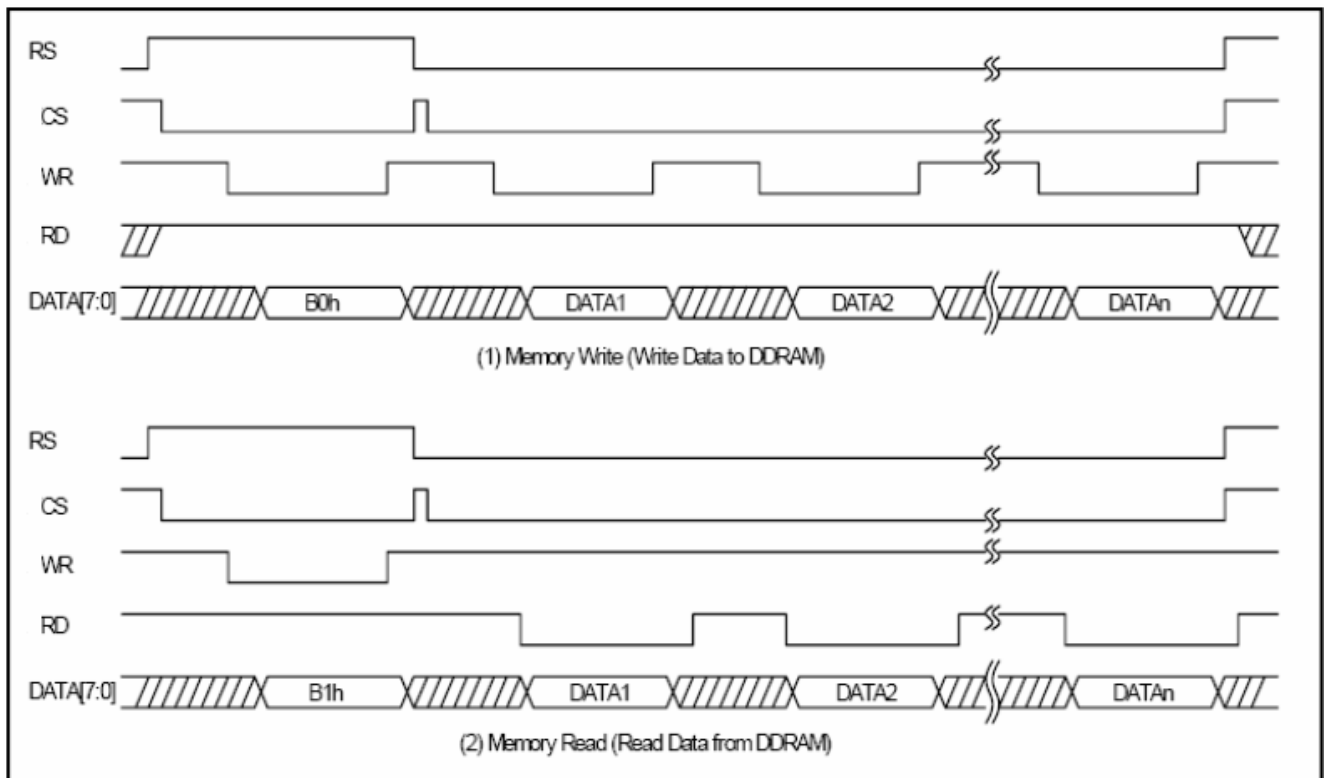 RS
CS
WR
RD
DATA[7:0] B0h DATA1 DATA2 DATAn
(1) Memory Write (Write Data to DDRAM)
RS
CS
WR
RD
DATA[7:0] B1h DATA1 DATA2 DATAn
(2) Memory Read (Read Data from DDRAM)